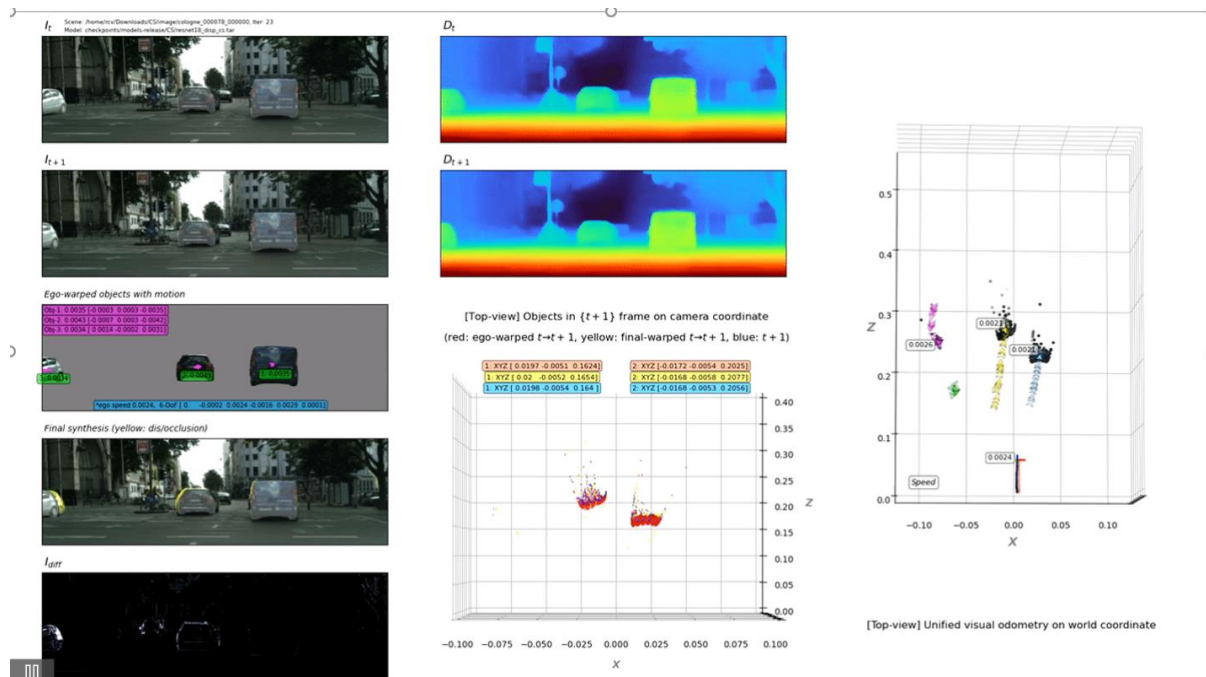 I_t
Scene: /home/rcv/Downloads/CS/image/cologne_000078_000000, Iter: 23
Model: checkpoints/models-release/CS/resnet18_disp_cs.tar
D_t
I_{t+1}
D_{t+1}
Ego-warped objects with motion
Obj-1: 0.0035 [-0.0003 0.0003 -0.0035]
Obj-2: 0.0043 [-0.0007 0.0003 -0.0042]
Obj-3: 0.0034 [ 0.0014 -0.0002 0.0031]
1: 0.0035
*ego speed 0.0024, 6-DoF [ 0. -0.0002 0.0024 -0.0016 0.0029 0.0001]
Final synthesis (yellow: dis/occlusion)
I_{diff}
[Top-view] Objects in {t+1} frame on camera coordinate
(red: ego-warped t→t+1, yellow: final-warped t→t+1, blue: t+1)
1: XYZ [ 0.0197 -0.0051 0.1624]
2: XYZ [-0.0172 -0.0054 0.2025]
1: XYZ [ 0.02 -0.0052 0.1654]
2: XYZ [-0.0168 -0.0058 0.2077]
1: XYZ [ 0.0198 -0.0054 0.164 ]
2: XYZ [-0.0168 -0.0053 0.2056]
0.40
0.35
0.30
0.25
0.20
0.15
0.10
0.05
0.00
Z
-0.100 -0.075 -0.050 -0.025 0.000 0.025 0.050 0.075 0.100
X
0.5
0.4
0.3
0.2
0.1
0.0
Z
0.0026
0.0024
Speed
-0.10 -0.05 0.00 0.05 0.10
X
[Top-view] Unified visual odometry on world coordinate